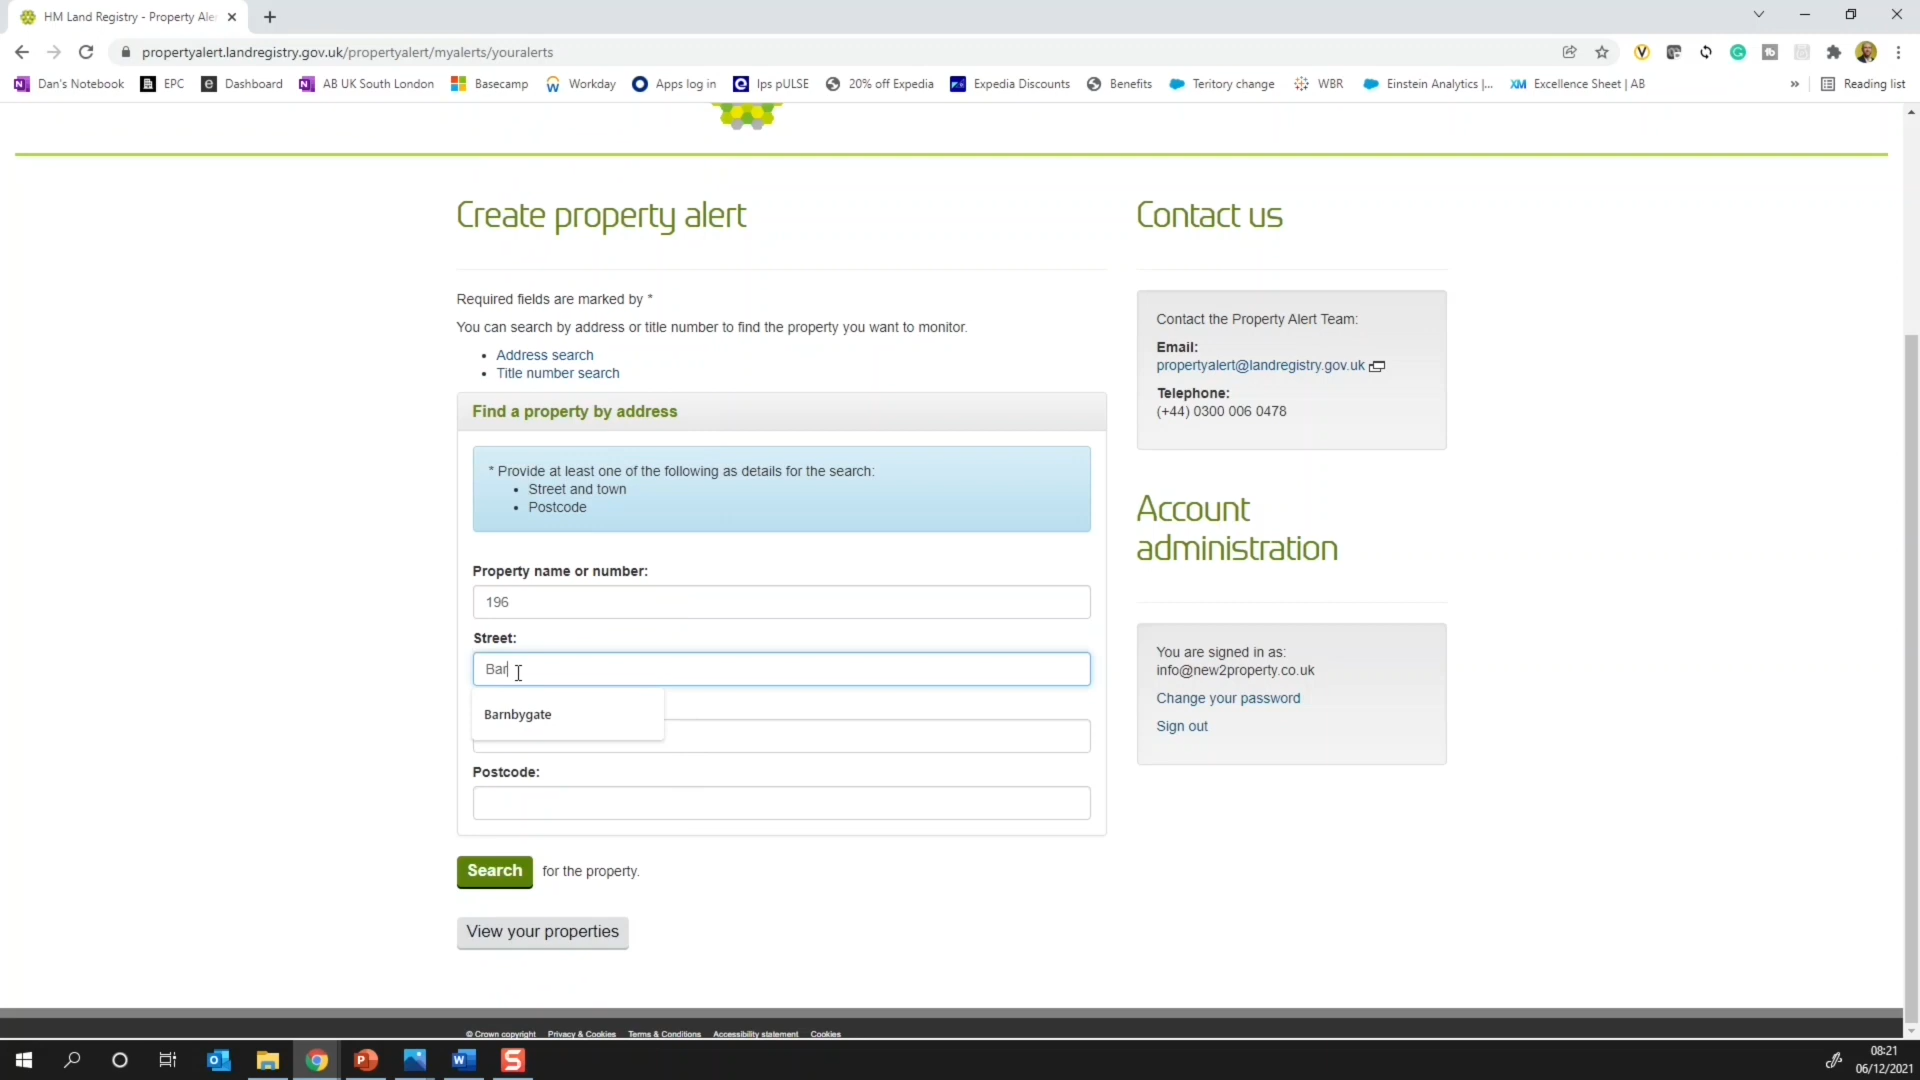 HM Land Registry - Property Aler
propertyalert.landregistry.gov.uk/propertyalert/myalerts/youralerts
Dan's Notebook EPC Dashboard AB UK South London Basecamp Workday Apps log in Ips pULSE 20% off Expedia Expedia Discounts Benefits Teritory change WBR Einstein Analytics |... XM Excellence Sheet | AB » Reading list
Create property alert
Required fields are marked by *
You can search by address or title number to find the property you want to monitor.
• Address search
• Title number search
Find a property by address
* Provide at least one of the following as details for the search:
• Street and town
• Postcode
Property name or number:
196
Street:
Bar
Barnbygate
Postcode:
Search for the property.
View your properties
Contact us
Contact the Property Alert Team:
Email:
propertyalert@landregistry.gov.uk
Telephone:
(+44) 0300 006 0478
Account
administration
You are signed in as:
info@new2property.co.uk
Change your password
Sign out
© Crown copyright Privacy & Cookies Terms & Conditions Accessibility statement Cookies
08:21
06/12/2021